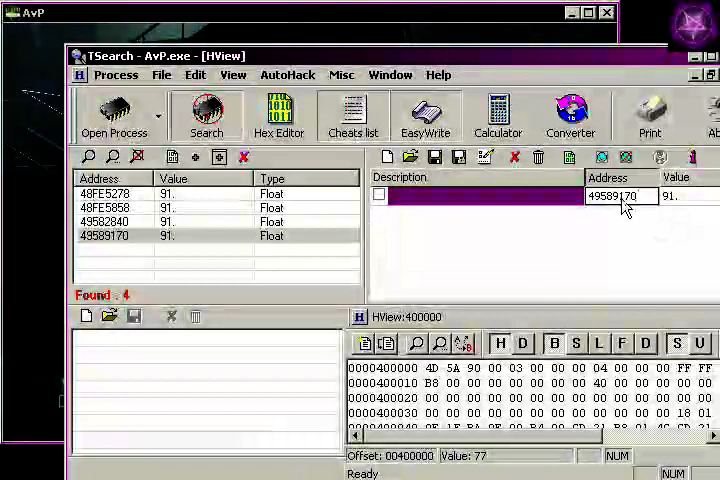 AvP
TSearch - AvP.exe - [HView]
H Process File Edit View AutoHack Misc Window Help
Open Process Search Hex Editor Cheats list EasyWrite Calculator Converter Print
Address Value Type
48FE5278 91. Float
48FE5858 91. Float
49582840 91. Float
49589170 91. Float
Found . 4
Description Address Value
49589170 91.
H HView:400000
H D B S L F D S U
0000400000 4D 5A 90 00 03 00 00 00 04 00 00 00 FF FF
0000400010 B8 00 00 00 00 00 00 00 40 00 00 00 00 00
0000400020 00 00 00 00 00 00 00 00 00 00 00 00 00 00
0000400030 00 00 00 00 00 00 00 00 00 00 00 00 18 01
Offset: 00400000 Value: 77 NUM
Ready NUM